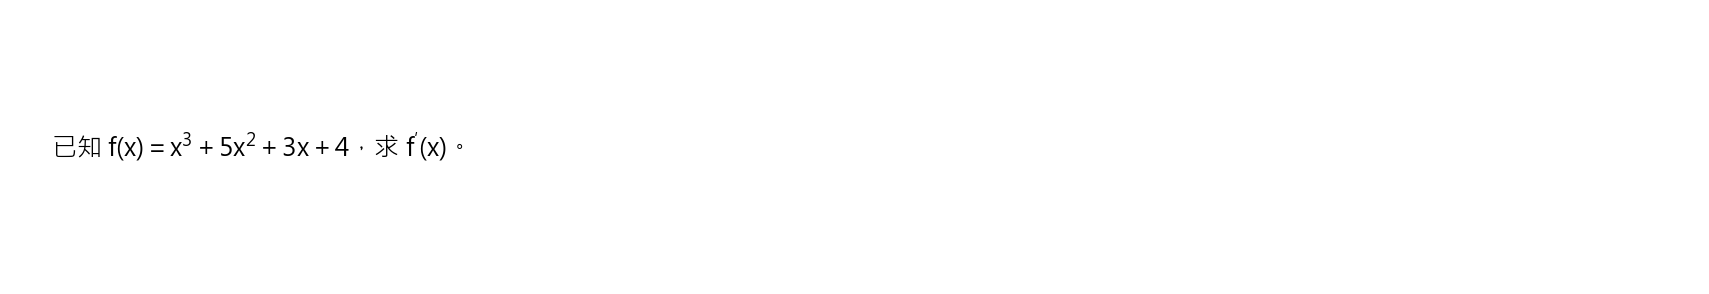 已知 f(x) = x³ + 5x² + 3x + 4，求 f′(x)。